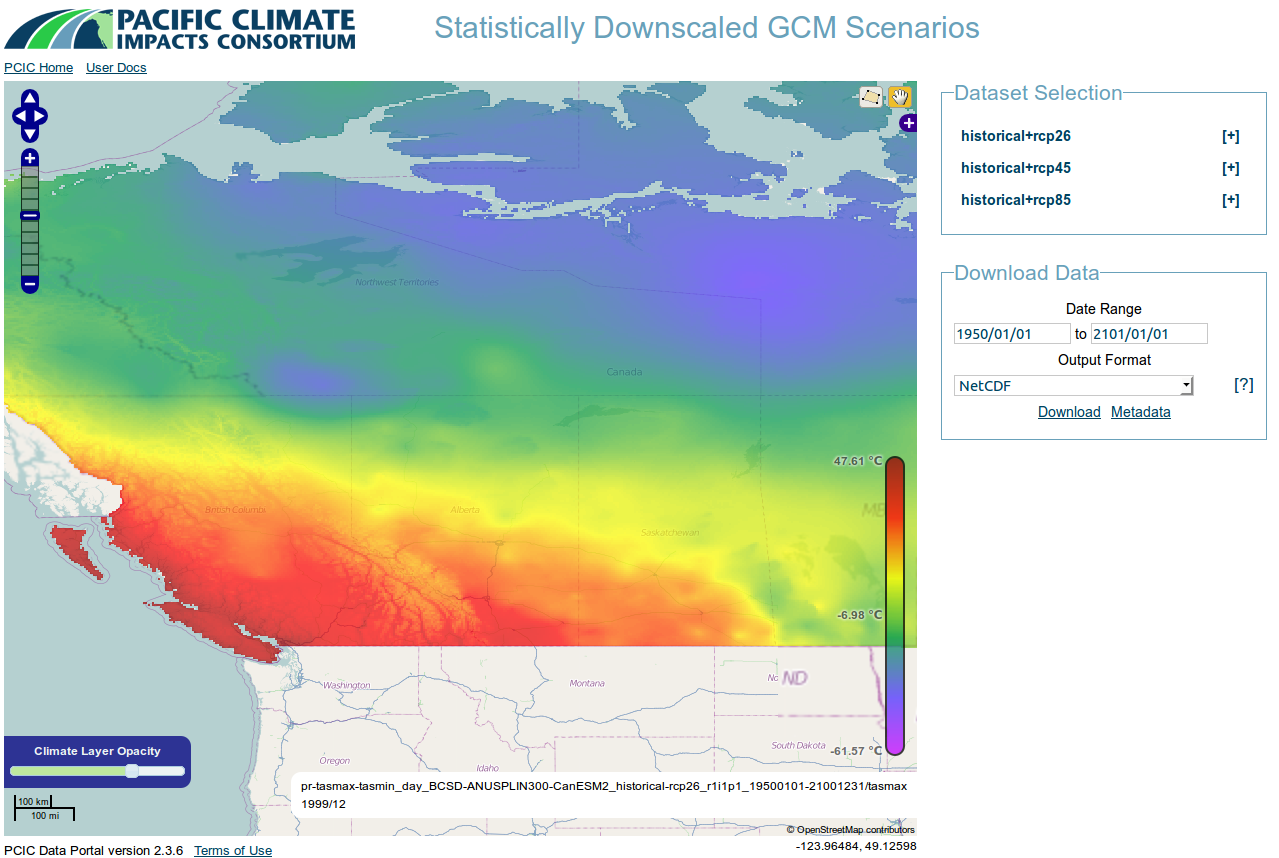 PACIFIC CLIMATE
IMPACTS CONSORTIUM
Statistically Downscaled GCM Scenarios
PCIC Home User Docs
Dataset Selection
historical+rcp26 [+]
historical+rcp45 [+]
historical+rcp85 [+]
Download Data
Date Range
1950/01/01 to 2101/01/01
Output Format
NetCDF [?]
Download Metadata
Northwest Territories
Canada
47.61 °C
British Columbi
Alberta
Saskatchewan
MB
-6.98 °C
Washington
Montana
No ND
South Dakota
-61.57 °C
Oregon
Idaho
Climate Layer Opacity
100 km
100 mi
pr-tasmax-tasmin_day_BCSD-ANUSPLIN300-CanESM2_historical-rcp26_r1i1p1_19500101-21001231/tasmax
1999/12
© OpenStreetMap contributors
PCIC Data Portal version 2.3.6 Terms of Use
-123.96484, 49.12598